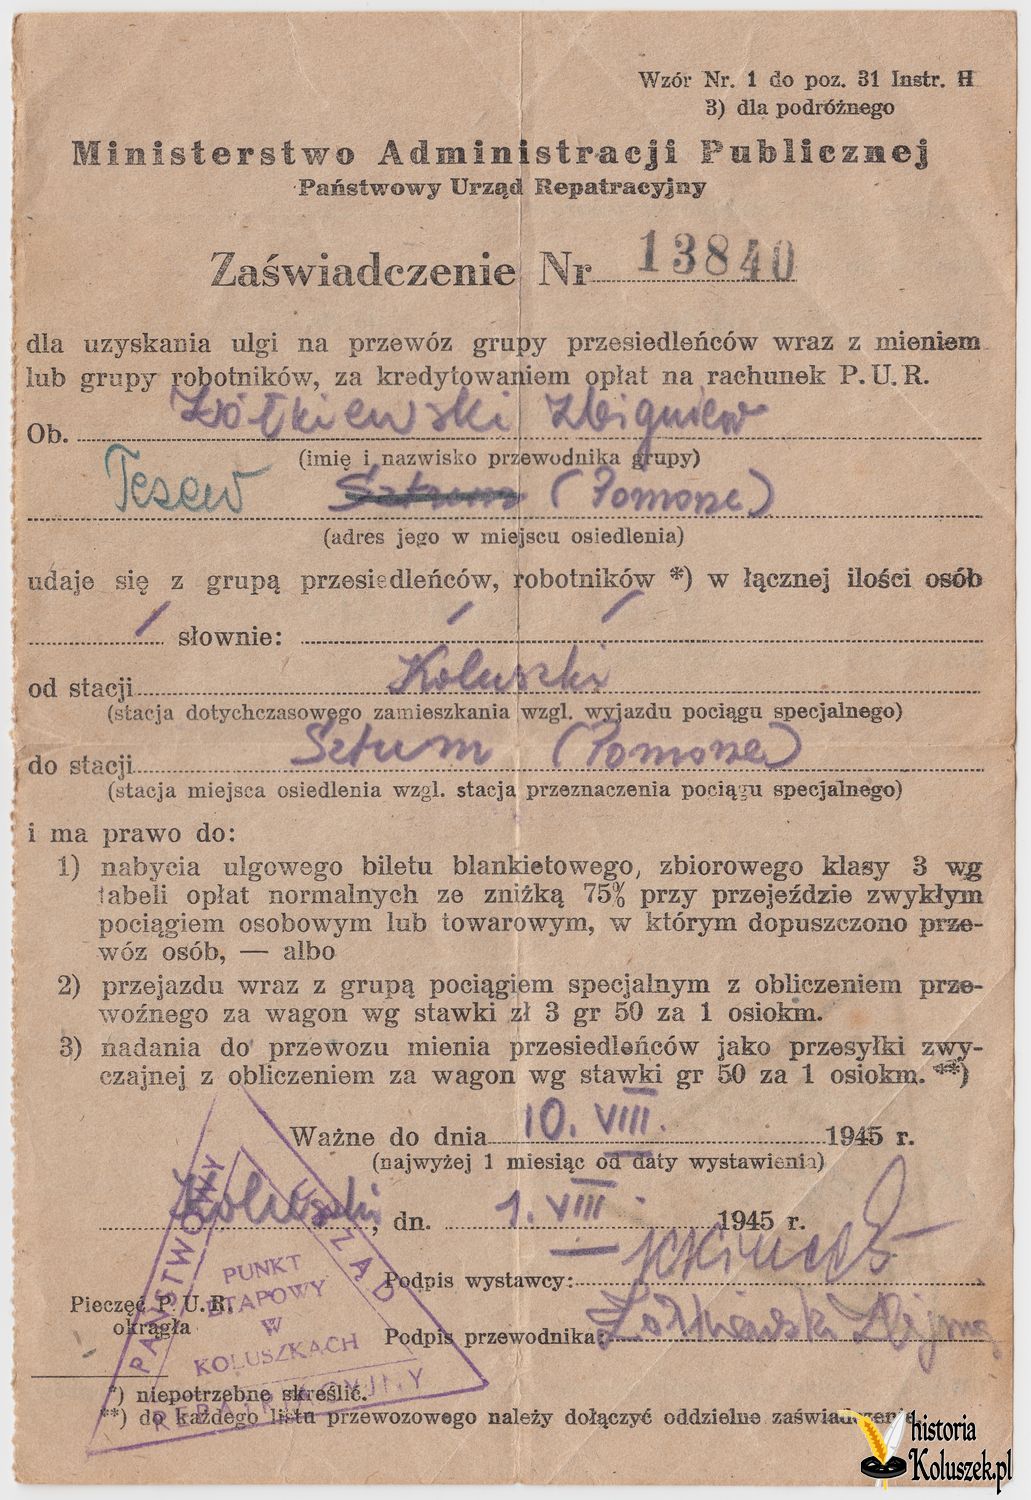 Wzór Nr. 1 do poz. 31 Instr. H
3) dla podróżnego
Ministerstwo Administracji Publicznej
Państwowy Urząd Repatracyjny
Zaświadczenie Nr 13840
dla uzyskania ulgi na przewóz grupy przesiedleńców wraz z mieniem
lub grupy robotników, za kredytowaniem opłat na rachunek P. U. R.
Ob. Żółkiewski Zbigniew
(imię i nazwisko przewodnika grupy)
Tczew Sztum (Pomorze)
(adres jego w miejscu osiedlenia)
udaje się z grupą przesiedleńców, robotników *) w łącznej ilości osób
/ słownie: / /
od stacji Koluszki
(stacja dotychczasowego zamieszkania wzgl. wyjazdu pociągu specjalnego)
do stacji Sztum (Pomorze)
(stacja miejsca osiedlenia wzgl. stacja przeznaczenia pociągu specjalnego)
i ma prawo do:
1) nabycia ulgowego biletu blankietowego, zbiorowego klasy 3 wg
tabeli opłat normalnych ze zniżką 75% przy przejeździe zwykłym
pociągiem osobowym lub towarowym, w którym dopuszczono prze-
wóz osób, — albo
2) przejazdu wraz z grupą pociągiem specjalnym z obliczeniem prze-
woźnego za wagon wg stawki zł 3 gr 50 za 1 osiokm.
3) nadania do przewozu mienia przesiedleńców jako przesyłki zwy-
czajnej z obliczeniem za wagon wg stawki gr 50 za 1 osiokm. **)
Ważne do dnia 10. VIII. 1945 r.
(najwyżej 1 miesiąc od daty wystawienia)
Koluszki, dn. 1. VIII. 1945 r.
Podpis wystawcy:
Pieczęć P. U. R.
okrągła
Podpis przewodnika: Żółkiewski Zbign
PAŃSTWOWY URZĄD REPATRIACYJNY
PUNKT
ETAPOWY
W
KOLUSZKACH
*) niepotrzebne skreślić.
**) do każdego listu przewozowego należy dołączyć oddzielne zaświadczenie.
historia
Koluszek.pl